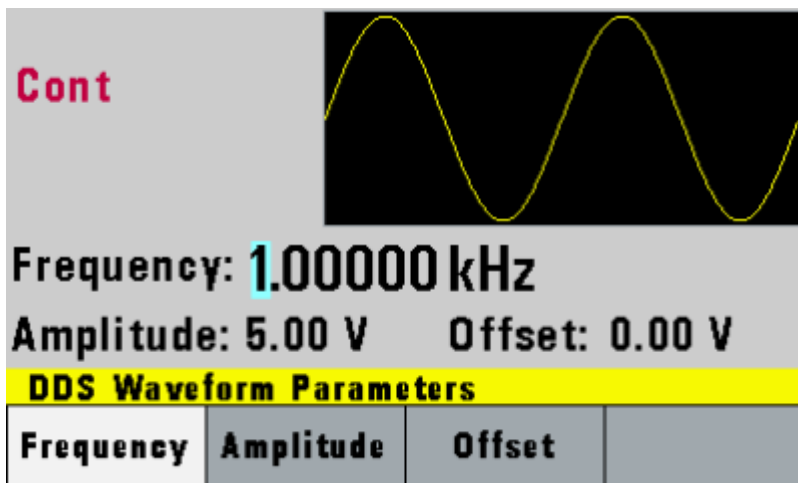 Cont
Frequency: 1.00000 kHz
Amplitude: 5.00 V Offset: 0.00 V
DDS Waveform Parameters
Frequency Amplitude Offset